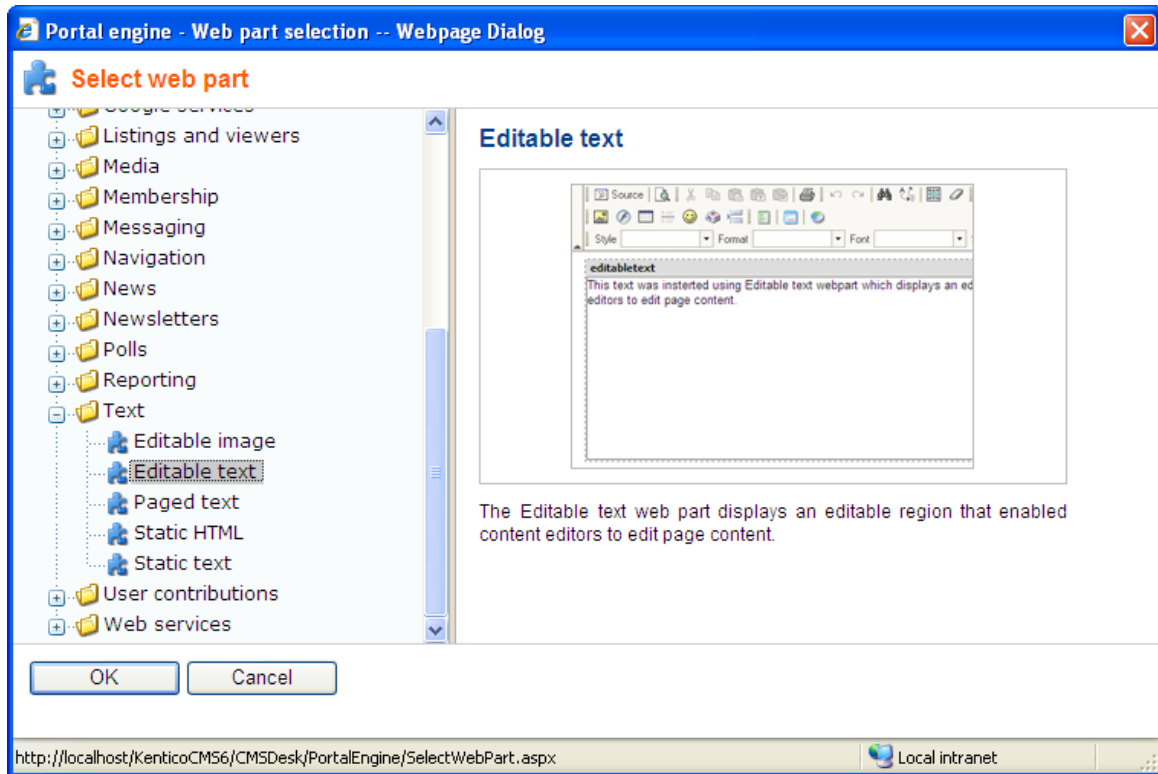 Portal engine - Web part selection -- Webpage Dialog
Select web part
Google services
Listings and viewers
Media
Membership
Messaging
Navigation
News
Newsletters
Polls
Reporting
Text
Editable image
Editable text
Paged text
Static HTML
Static text
User contributions
Web services
Editable text
Source
Style Format Font
editabletext
This text was insterted using Editable text webpart which displays an ed
editors to edit page content.
The Editable text web part displays an editable region that enabled
content editors to edit page content.
OK Cancel
http://localhost/KenticoCMS6/CMSDesk/PortalEngine/SelectWebPart.aspx Local intranet